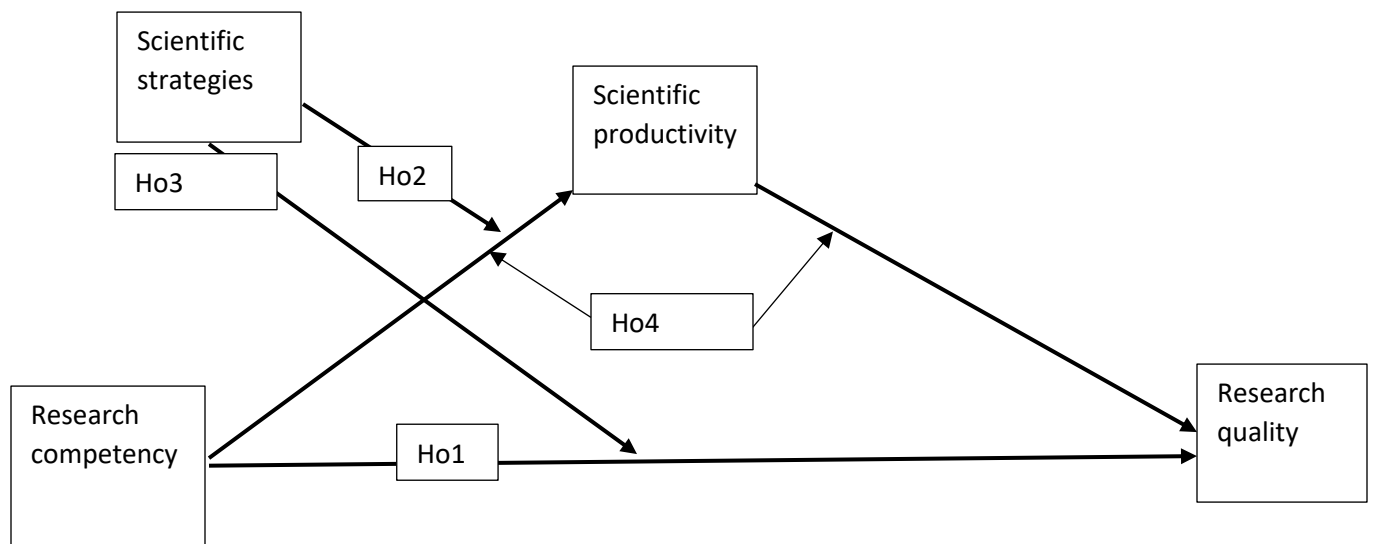 Scientific
strategies
Scientific
productivity
Ho3
Ho2
Ho4
Research
competency
Ho1
Research
quality